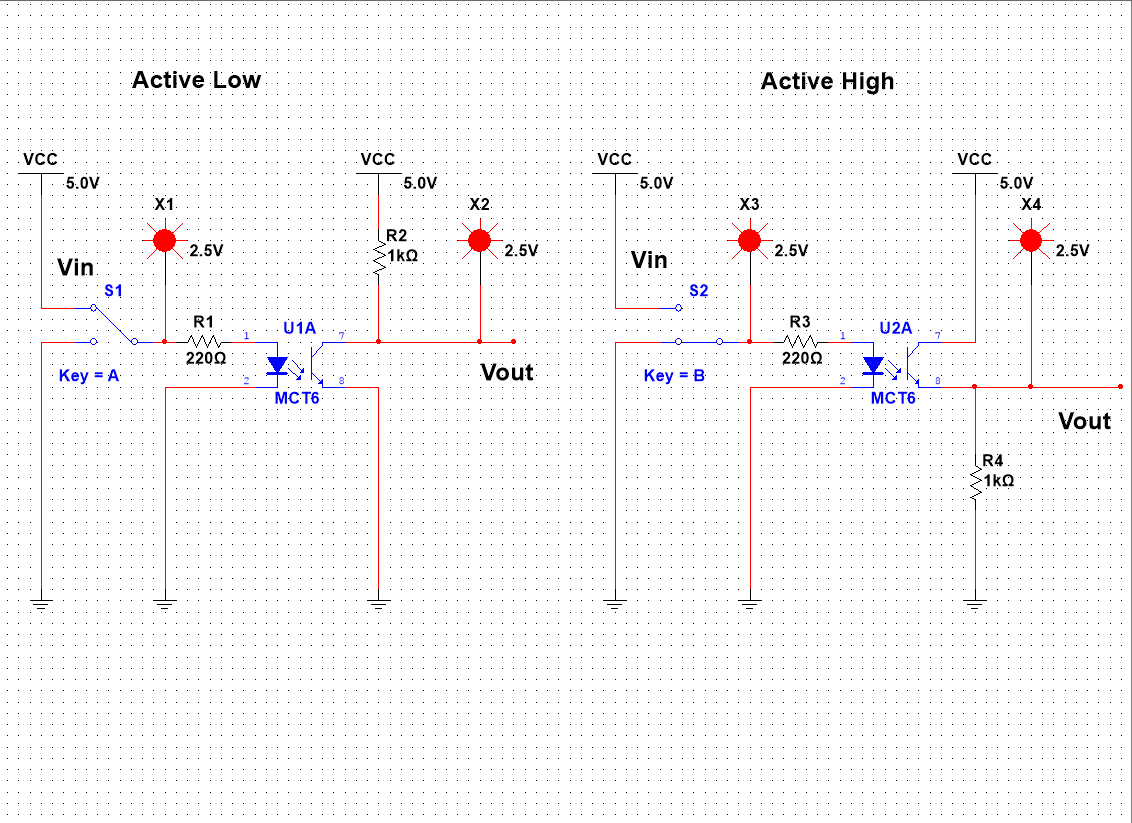 Active Low
Active High
VCC
5.0V
VCC
5.0V
VCC
5.0V
VCC
5.0V
X1
2.5V
X2
2.5V
X3
2.5V
X4
2.5V
Vin
S1
Key = A
R1
220Ω
R2
1kΩ
U1A
1
2
7
8
MCT6
Vout
Vin
S2
Key = B
R3
220Ω
U2A
1
2
7
8
MCT6
R4
1kΩ
Vout